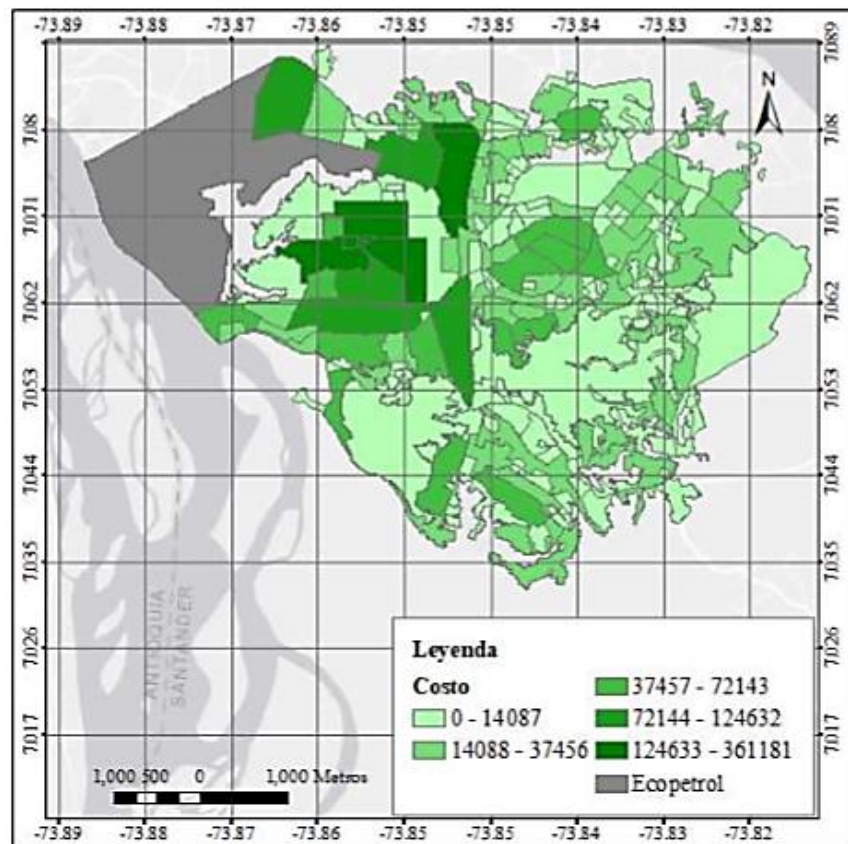 -73.89 -73.88 -73.87 -73.86 -73.85 -73.85 -73.84 -73.83 -73.82
7.089
7.08 7.08
7.071 7.071
7.062 7.062
7.053 7.053
7.044 7.044
7.035 7.035
7.026 7.026
7.017 7.017
N
ANTIOQUIA
SANTANDER
Leyenda
Costo
0 - 14087
14088 - 37456
37457 - 72143
72144 - 124632
124633 - 361181
Ecopetrol
1,000 500 0 1,000 Metros
-73.89 -73.88 -73.87 -73.86 -73.85 -73.85 -73.84 -73.83 -73.82